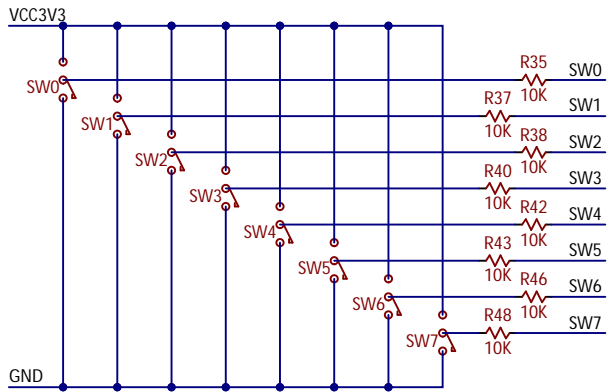 VCC3V3
R35
SW0
SW0
10K
R37
SW1
SW1
10K
R38
SW2
SW2
10K
R40
SW3
SW3
10K
R42
SW4
SW4
10K
R43
SW5
SW5
10K
R46
SW6
SW6
10K
R48
SW7
SW7
10K
GND